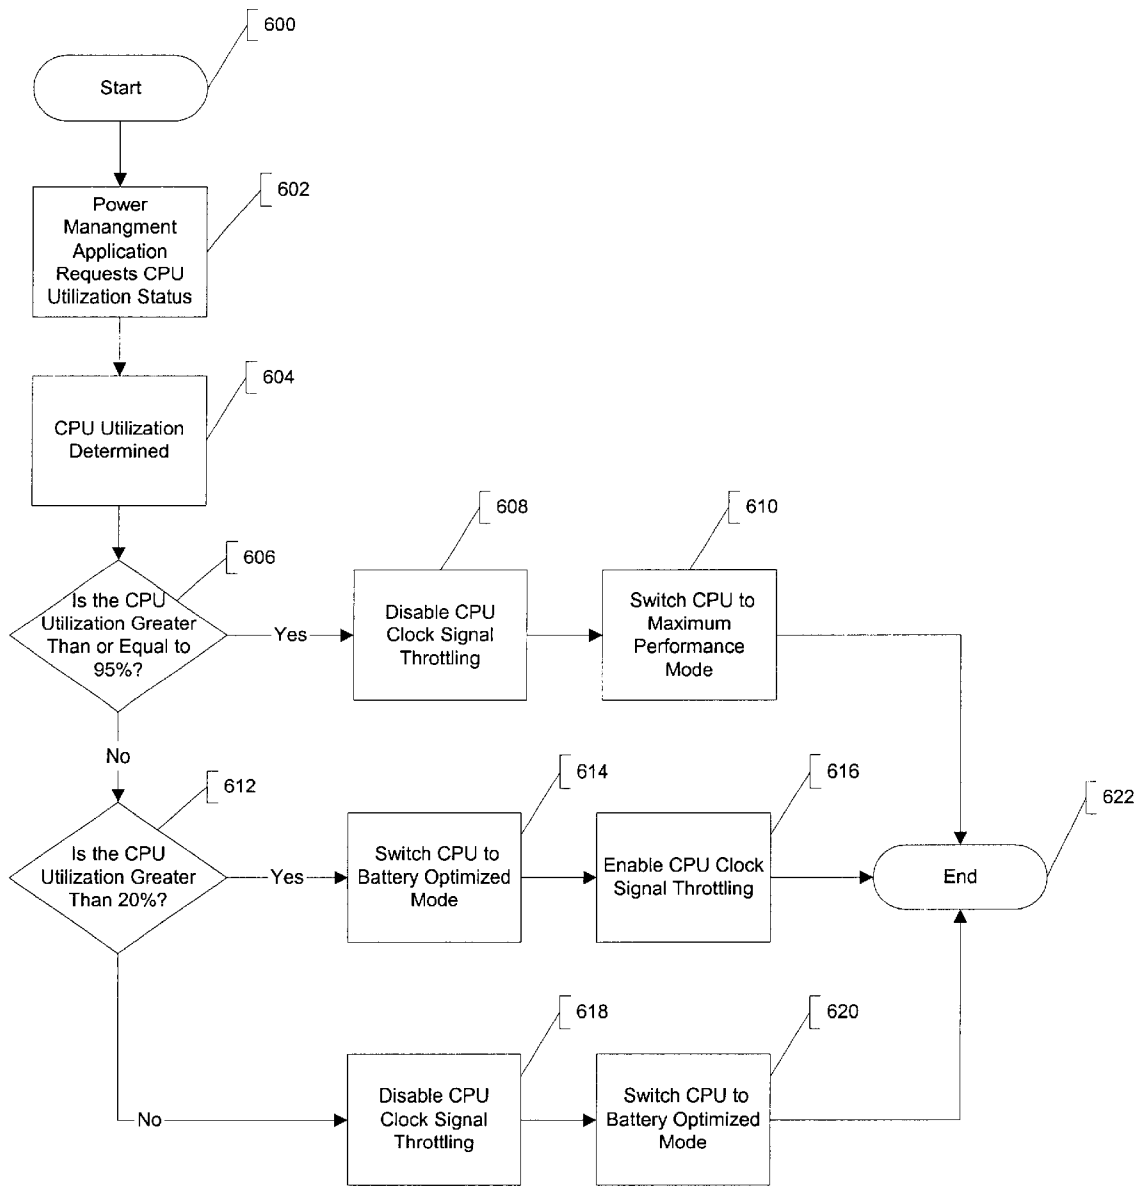 600
Start
602
Power
Manangment
Application
Requests CPU
Utilization Status
604
CPU Utilization
Determined
606
Is the CPU
Utilization Greater
Than or Equal to
95%?
Yes
608
Disable CPU
Clock Signal
Throttling
610
Switch CPU to
Maximum
Performance
Mode
No
612
Is the CPU
Utilization Greater
Than 20%?
Yes
614
Switch CPU to
Battery Optimized
Mode
616
Enable CPU Clock
Signal Throttling
622
End
No
618
Disable CPU
Clock Signal
Throttling
620
Switch CPU to
Battery Optimized
Mode